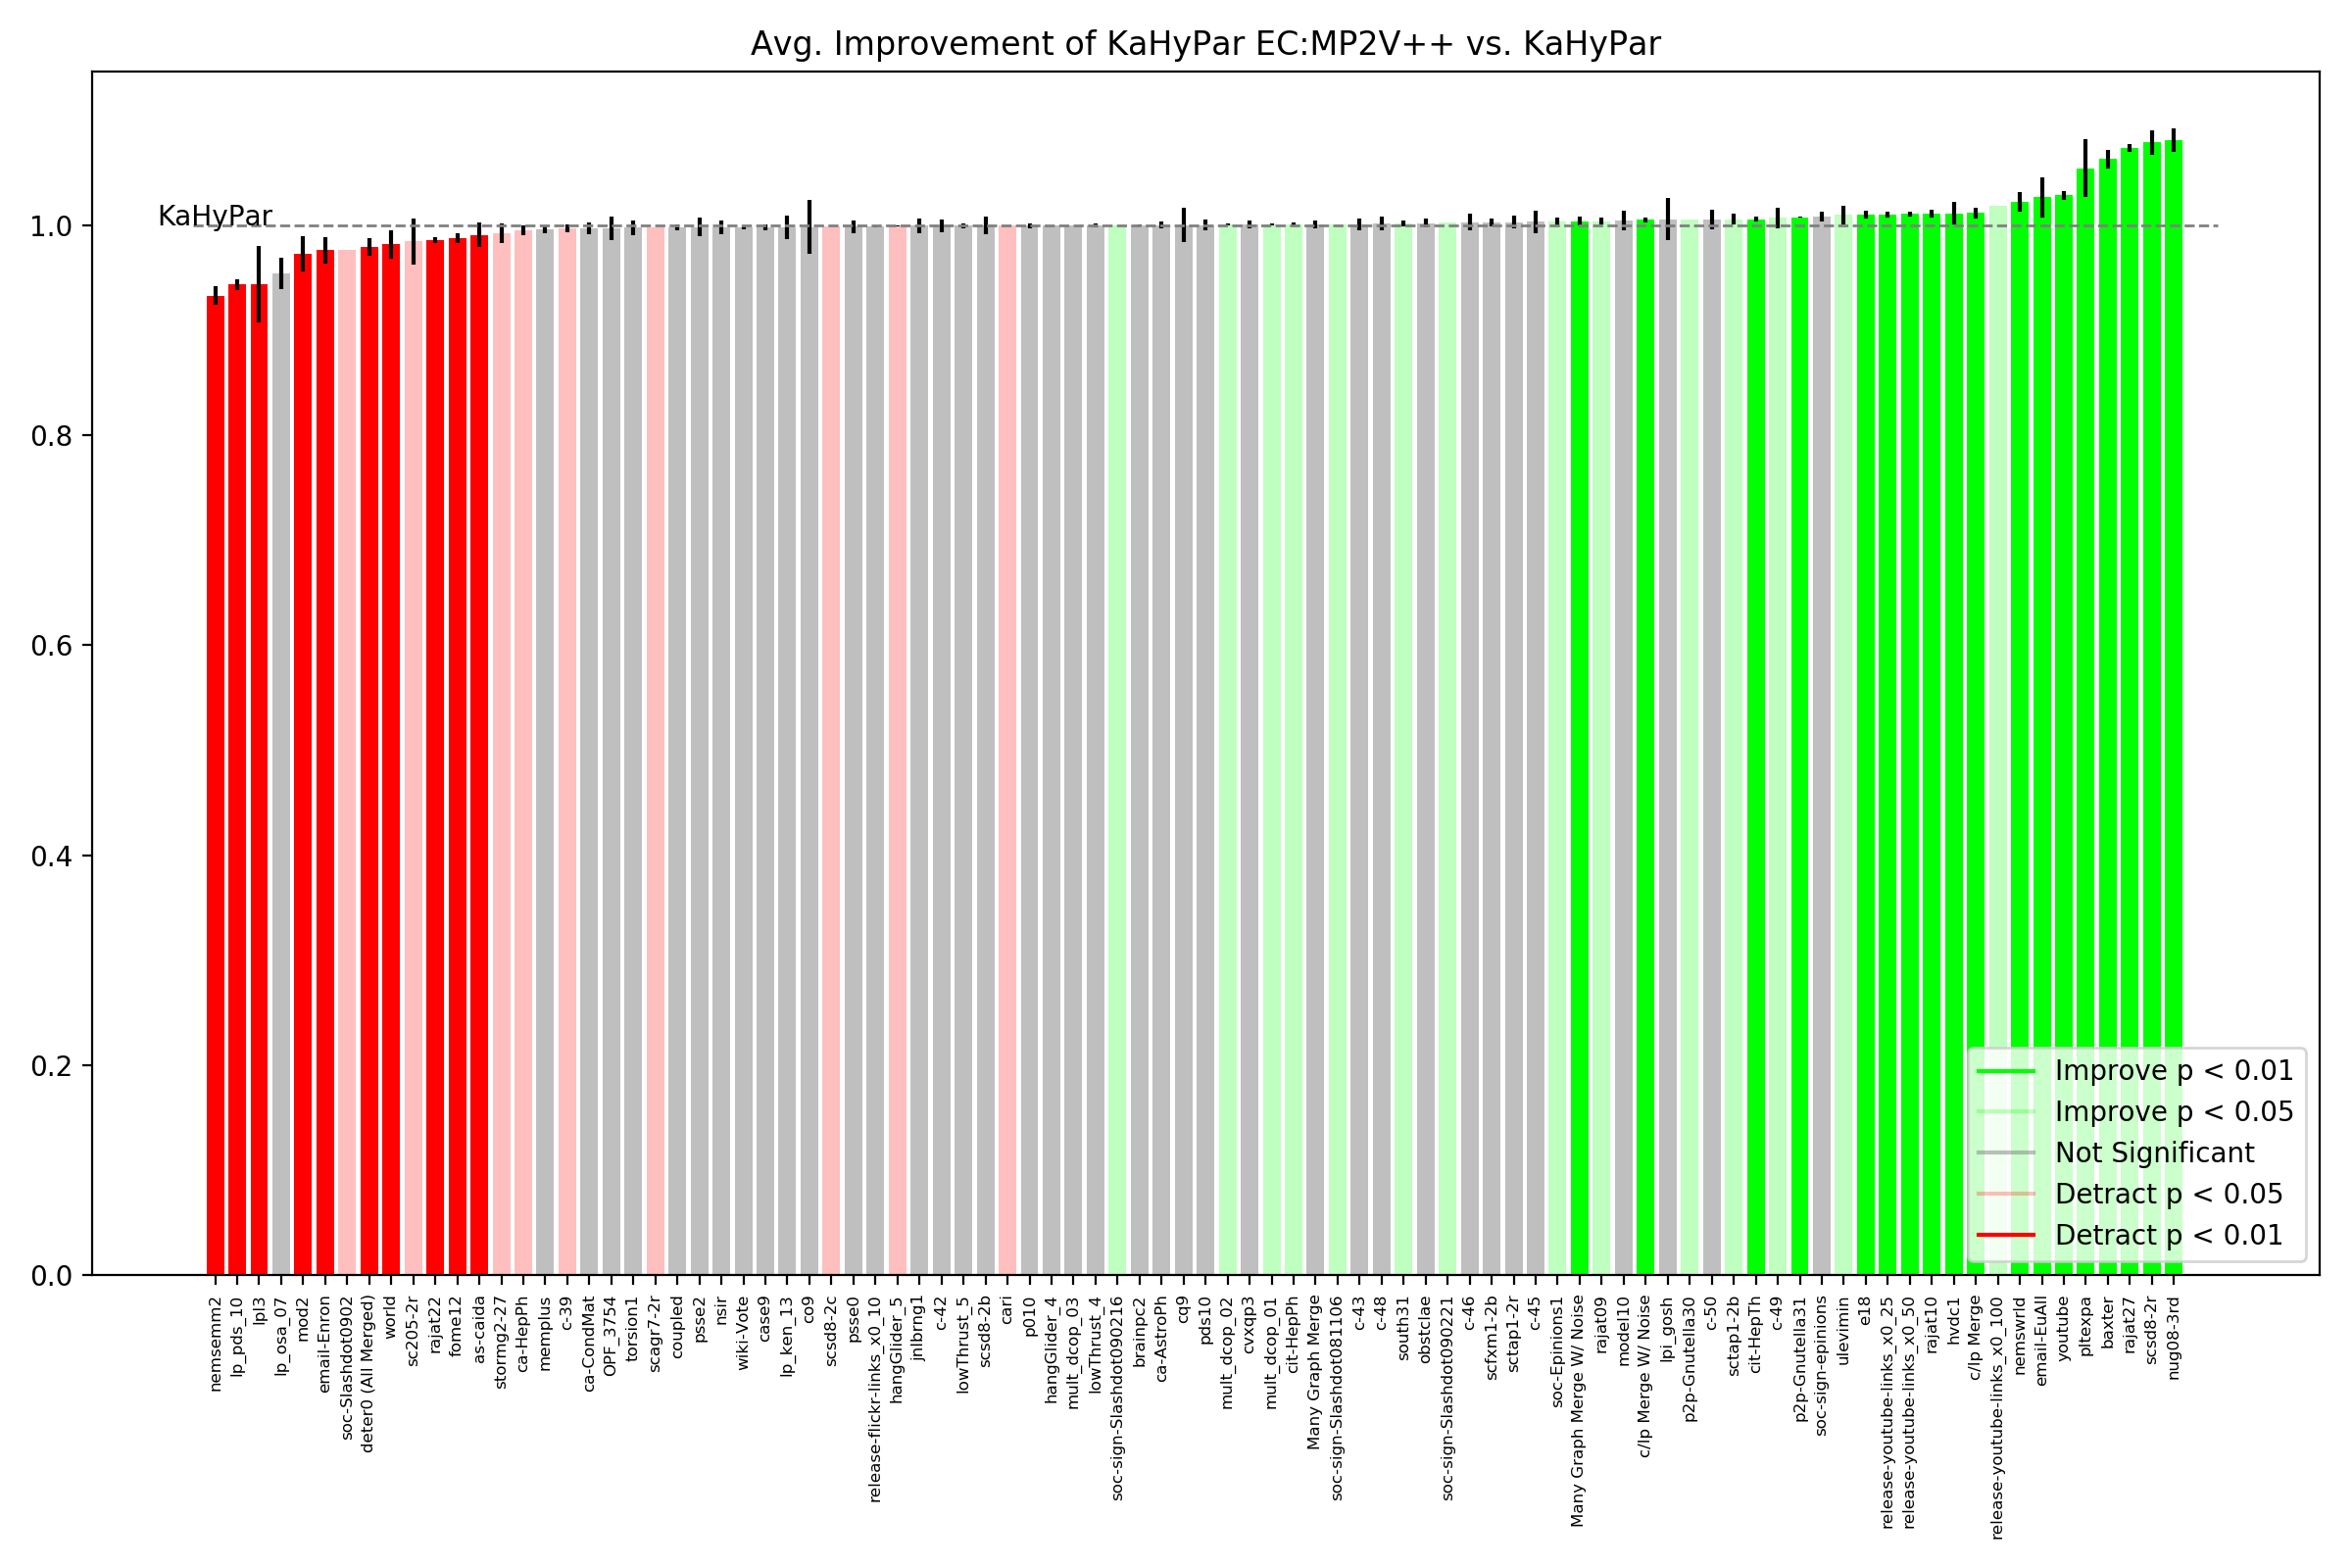 Avg. Improvement of KaHyPar EC:MP2V++ vs. KaHyPar
KaHyPar
1.0
0.8
0.6
0.4
0.2
0.0
Improve p < 0.01
Improve p < 0.05
Not Significant
Detract p < 0.05
Detract p < 0.01
nemsemm2
lp_pds_10
lpl3
lp_osa_07
mod2
email-Enron
soc-Slashdot0902
deter0 (All Merged)
world
sc205-2r
rajat22
fome12
as-caida
stormg2-27
ca-HepPh
memplus
c-39
ca-CondMat
OPF_3754
torsion1
scagr7-2r
coupled
psse2
nsir
wiki-Vote
case9
lp_ken_13
co9
scsd8-2c
psse0
release-flickr-links_x0_10
hangGlider_5
jnlbrng1
c-42
lowThrust_5
scsd8-2b
cari
p010
hangGlider_4
mult_dcop_03
lowThrust_4
soc-sign-Slashdot090216
brainpc2
ca-AstroPh
cq9
pds10
mult_dcop_02
cvxqp3
mult_dcop_01
cit-HepPh
Many Graph Merge
soc-sign-Slashdot081106
c-43
c-48
south31
obstclae
soc-sign-Slashdot090221
c-46
scfxm1-2b
sctap1-2r
c-45
soc-Epinions1
Many Graph Merge W/ Noise
rajat09
model10
c/lp Merge W/ Noise
lpi_gosh
p2p-Gnutella30
c-50
sctap1-2b
cit-HepTh
c-49
p2p-Gnutella31
soc-sign-epinions
ulevimin
e18
release-youtube-links_x0_25
release-youtube-links_x0_50
rajat10
hvdc1
c/lp Merge
release-youtube-links_x0_100
nemswrld
email-EuAll
youtube
pltexpa
baxter
rajat27
scsd8-2r
nug08-3rd